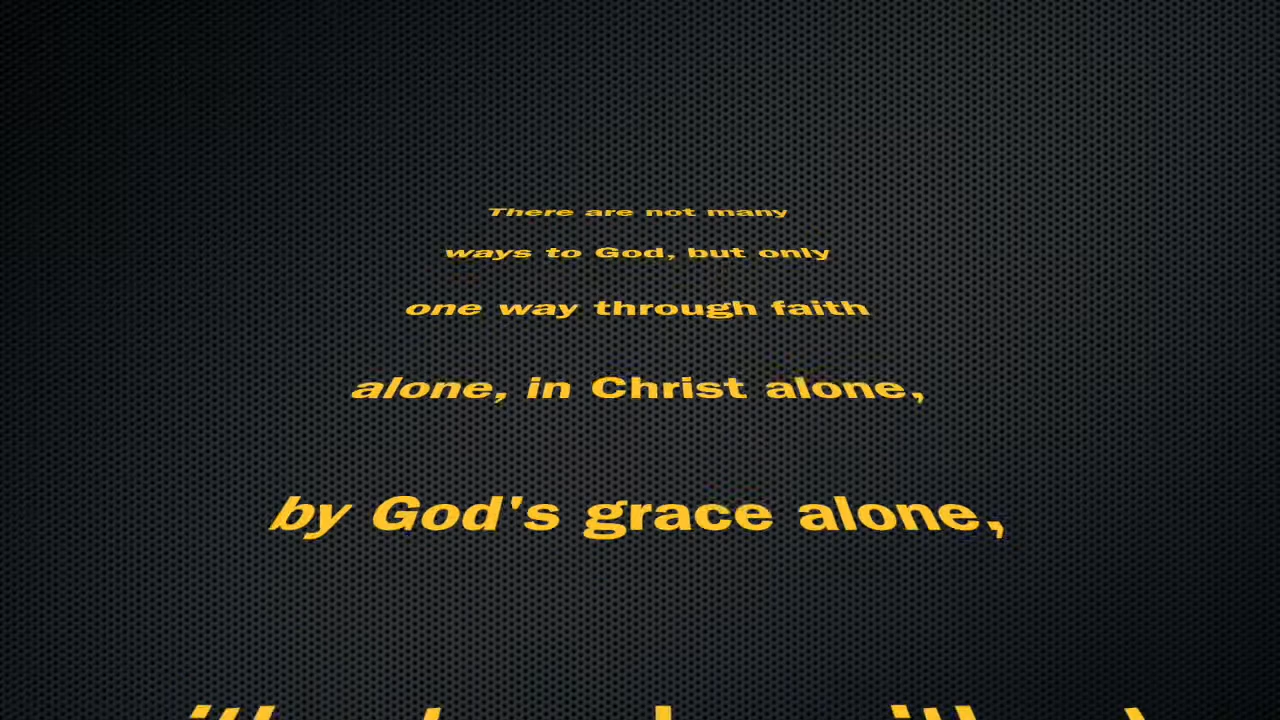 There are not many
ways to God, but only
one way through faith
alone, in Christ alone,
by God's grace alone,